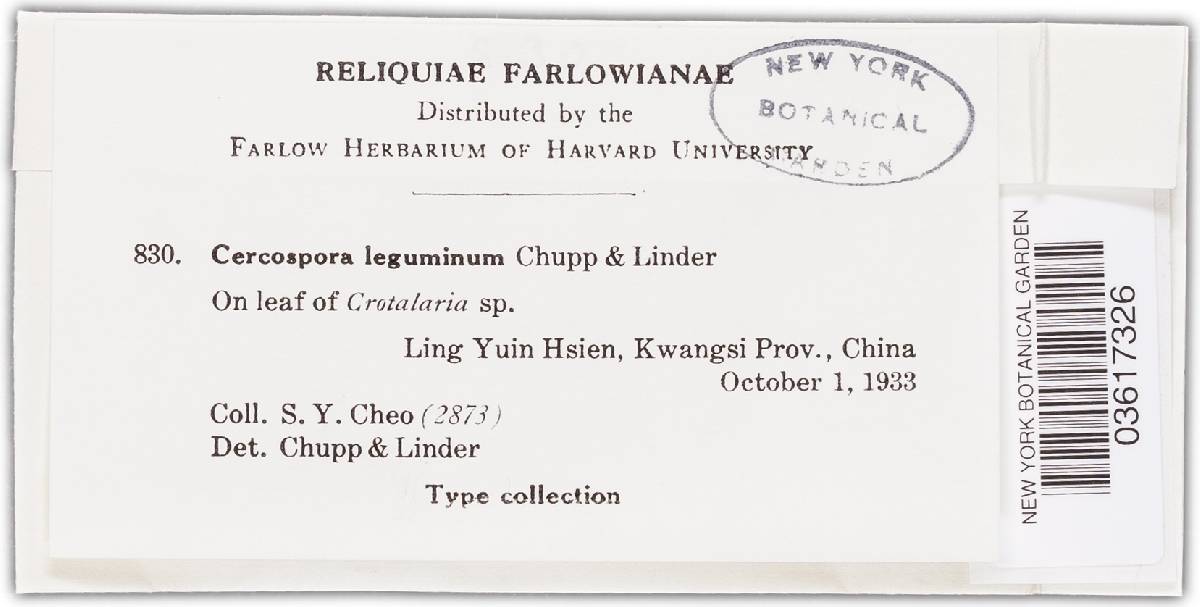 RELIQUIAE FARLOWIANAE
Distributed by the
FARLOW HERBARIUM OF HARVARD UNIVERSITY
NEW YORK
BOTANICAL
GARDEN
830. Cercospora leguminum Chupp & Linder
On leaf of Crotalaria sp.
Ling Yuin Hsien, Kwangsi Prov., China
October 1, 1933
Coll. S. Y. Cheo (2873)
Det. Chupp & Linder
Type collection
NEW YORK BOTANICAL GARDEN
03617326